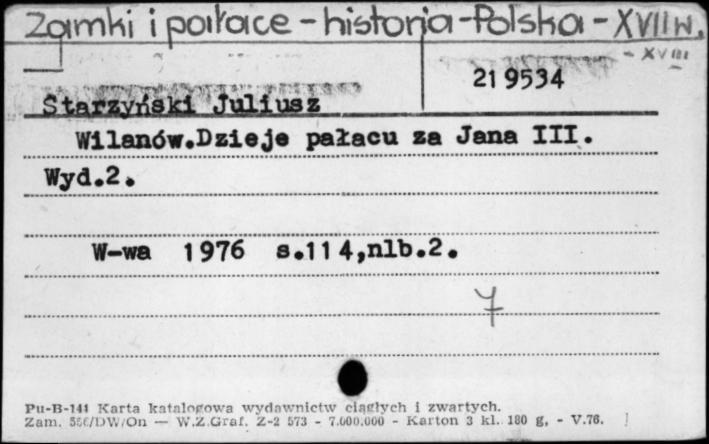 Zamki i pałace - historia - Polska - XVII w.
- XVIII
21 9534
Starzyński Juliusz
Wilanów.Dzieje pałacu za Jana III.
Wyd.2.
W-wa 1976 s.114,nlb.2.
7
Pu-B-141 Karta katalogowa wydawnictw ciągłych i zwartych.
Zam. 556/DW/On — W.Z.Graf. Z-2 573 - 7.000.000 - Karton 3 kl. 180 g, - V.76.